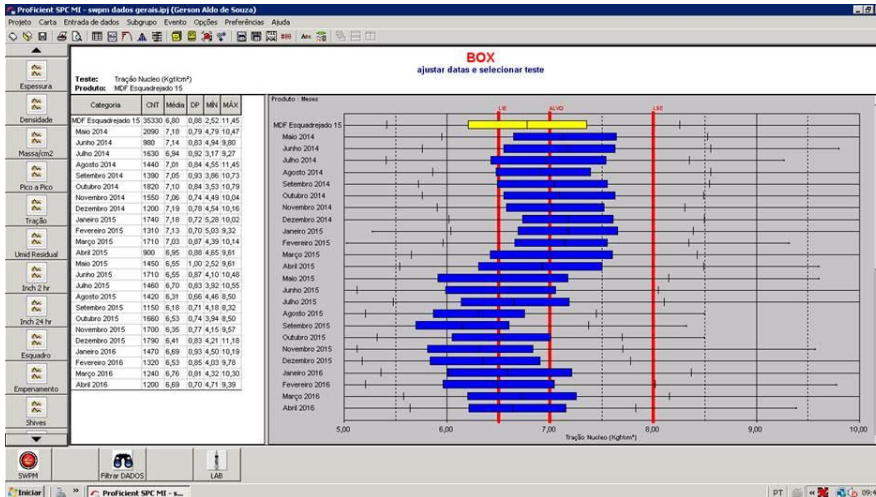 ProFicient SPC MI - swpm dados gerais.ipj (Gerson Aldo de Souza)
Projeto Carta Entrada de dados Subgrupo Evento Opções Preferências Ajuda
BOX
ajustar datas e selecionar teste
Teste: Tração Nucleo (Kgf/cm²)
Produto: MDF Esquadrejado 15
Espessura
Densidade
Massa/cm2
Pico a Pico
Tração
Umid Residual
Inch 2 hr
Inch 24 hr
Esquadro
Empenamento
Shives
Categoria CNT Média DP MÍN MÁX
MDF Esquadrejado 15 35330 6,80 0,88 2,52 11,45
Maio 2014 2090 7,18 0,79 4,79 10,47
Junho 2014 980 7,14 0,83 4,94 9,80
Julho 2014 1630 6,94 0,92 3,17 9,27
Agosto 2014 1440 7,01 0,84 4,55 11,45
Setembro 2014 1390 7,05 0,93 3,86 10,73
Outubro 2014 1820 7,10 0,84 3,53 10,79
Novembro 2014 1550 7,06 0,74 4,49 10,04
Dezembro 2014 1200 7,19 0,78 4,54 10,16
Janeiro 2015 1740 7,18 0,72 5,28 10,02
Fevereiro 2015 1310 7,13 0,70 5,03 9,32
Março 2015 1710 7,03 0,87 4,39 10,14
Abril 2015 900 6,95 0,88 4,65 9,61
Maio 2015 1450 6,55 1,00 2,52 9,61
Junho 2015 1710 6,55 0,87 4,10 10,48
Julho 2015 1460 6,70 0,83 3,92 10,55
Agosto 2015 1420 6,31 0,66 4,46 8,50
Setembro 2015 1150 6,18 0,71 4,18 8,32
Outubro 2015 1660 6,53 0,74 3,94 8,50
Novembro 2015 1700 6,35 0,77 4,15 9,57
Dezembro 2015 1790 6,41 0,83 4,21 11,18
Janeiro 2016 1470 6,69 0,93 4,50 10,19
Fevereiro 2016 1320 6,53 0,85 4,03 9,78
Março 2016 1240 6,76 0,81 4,32 10,30
Abril 2016 1200 6,69 0,70 4,71 9,39
Produto : Meses
LIE ALVO LSE
MDF Esquadrejado 15
Maio 2014
Junho 2014
Julho 2014
Agosto 2014
Setembro 2014
Outubro 2014
Novembro 2014
Dezembro 2014
Janeiro 2015
Fevereiro 2015
Março 2015
Abril 2015
Maio 2015
Junho 2015
Julho 2015
Agosto 2015
Setembro 2015
Outubro 2015
Novembro 2015
Dezembro 2015
Janeiro 2016
Fevereiro 2016
Março 2016
Abril 2016
5,00 6,00 7,00 8,00 9,00 10,00
Tração Nucleo (Kgf/cm²)
SWPM
Filtrar DADOS
LAB
Iniciar
ProFicient SPC MI - s...
PT